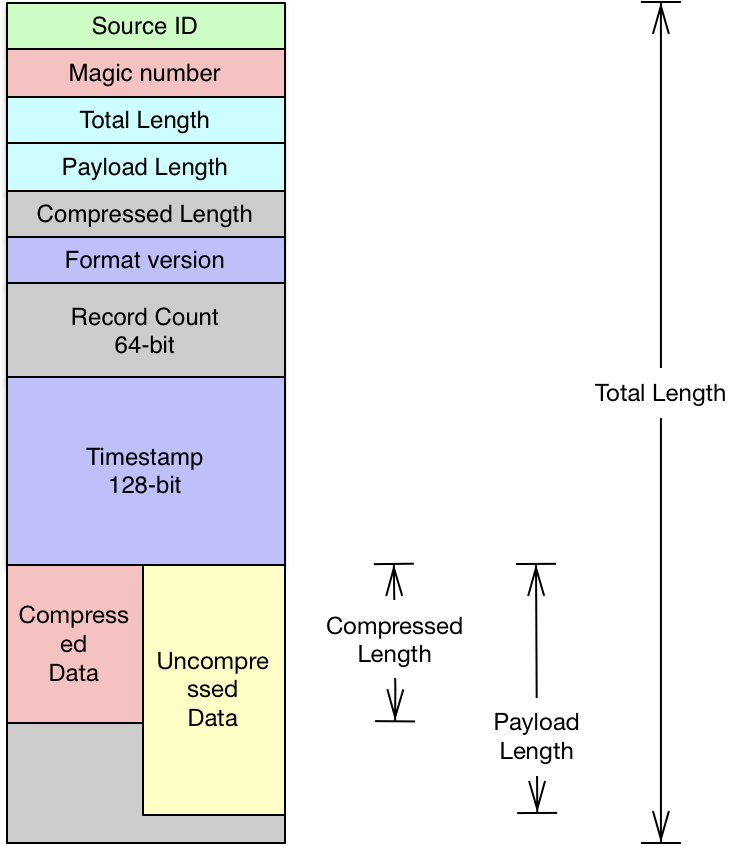 Source ID
Magic number
Total Length
Payload Length
Compressed Length
Format version
Record Count
64-bit
Total Length
Timestamp
128-bit
Compress
ed
Data
Uncompre
ssed
Data
Compressed
Length
Payload
Length